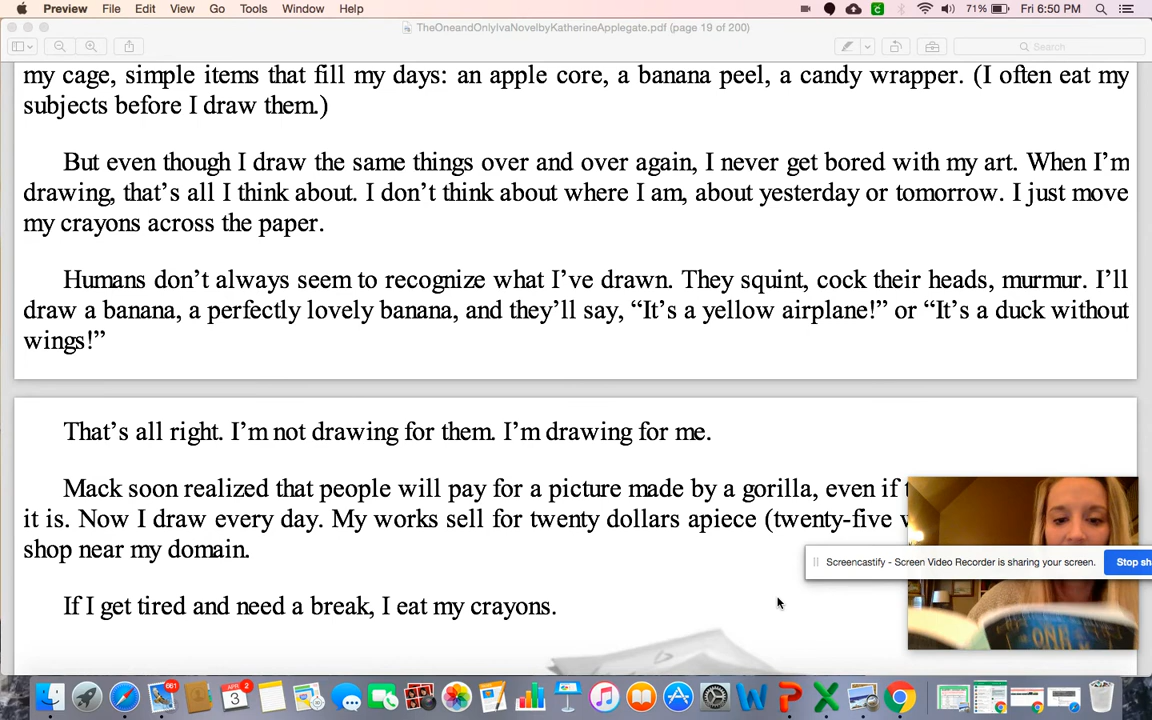 Preview File Edit View Go Tools Window Help 71% Fri 6:50 PM
TheOneandOnlyIvaNovelbyKatherineApplegate.pdf (page 19 of 200)
Search
my cage, simple items that fill my days: an apple core, a banana peel, a candy wrapper. (I often eat my
subjects before I draw them.)
But even though I draw the same things over and over again, I never get bored with my art. When I’m
drawing, that’s all I think about. I don’t think about where I am, about yesterday or tomorrow. I just move
my crayons across the paper.
Humans don’t always seem to recognize what I’ve drawn. They squint, cock their heads, murmur. I’ll
draw a banana, a perfectly lovely banana, and they’ll say, “It’s a yellow airplane!” or “It’s a duck without
wings!”
That’s all right. I’m not drawing for them. I’m drawing for me.
Mack soon realized that people will pay for a picture made by a gorilla, even if
it is. Now I draw every day. My works sell for twenty dollars apiece (twenty-five
shop near my domain.
Screencastify - Screen Video Recorder is sharing your screen. Stop sh
If I get tired and need a break, I eat my crayons.
ONE
661
APR 2
3